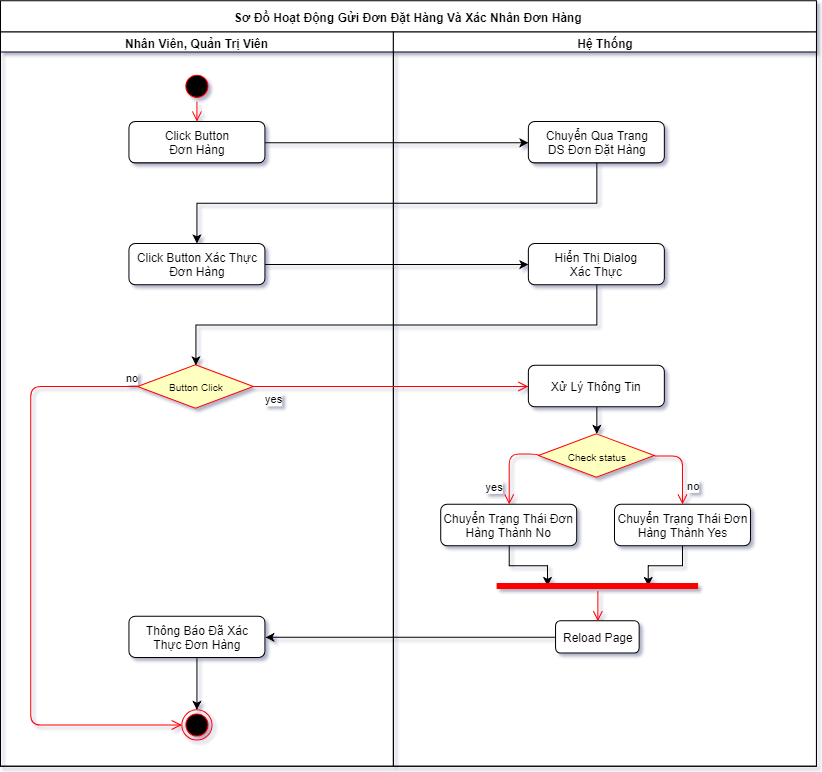 Sơ Đồ Hoạt Động Gửi Đơn Đặt Hàng Và Xác Nhân Đơn Hàng
Nhân Viên, Quản Trị Viên
Hệ Thống
Click Button
Đơn Hàng
Chuyển Qua Trang
DS Đơn Đặt Hàng
Click Button Xác Thực
Đơn Hàng
Hiển Thị Dialog
Xác Thực
no
Button Click
yes
Xử Lý Thông Tin
Check status
yes
no
Chuyển Trạng Thái Đơn
Hàng Thành No
Chuyển Trạng Thái Đơn
Hàng Thành Yes
Thông Báo Đã Xác
Thực Đơn Hàng
Reload Page